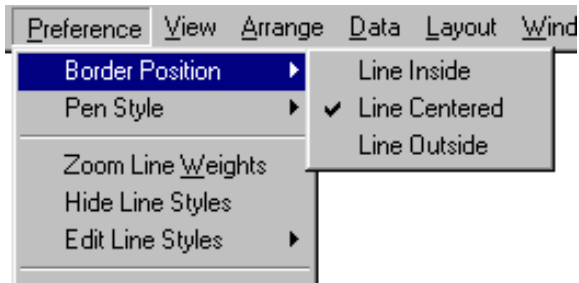 Preference View Arrange Data Layout Wind
Border Position
Pen Style
Zoom Line Weights
Hide Line Styles
Edit Line Styles
Line Inside
Line Centered
Line Outside